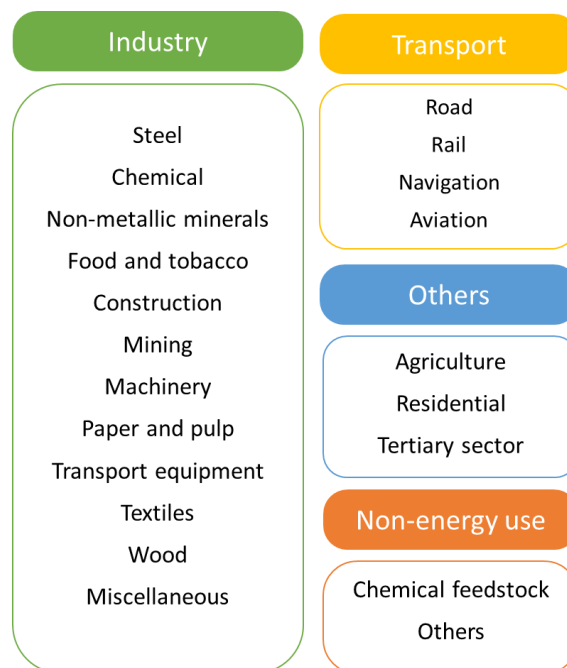 Industry
Steel
Chemical
Non-metallic minerals
Food and tobacco
Construction
Mining
Machinery
Paper and pulp
Transport equipment
Textiles
Wood
Miscellaneous
Transport
Road
Rail
Navigation
Aviation
Others
Agriculture
Residential
Tertiary sector
Non-energy use
Chemical feedstock
Others